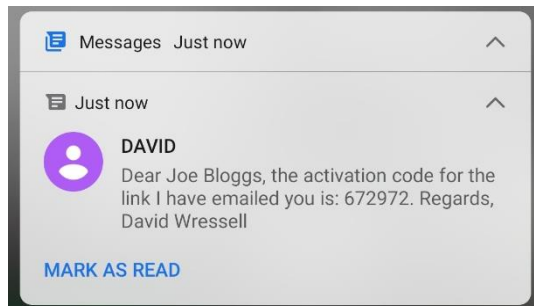 Messages Just now
Just now
DAVID
Dear Joe Bloggs, the activation code for the
link I have emailed you is: 672972. Regards,
David Wressell
MARK AS READ